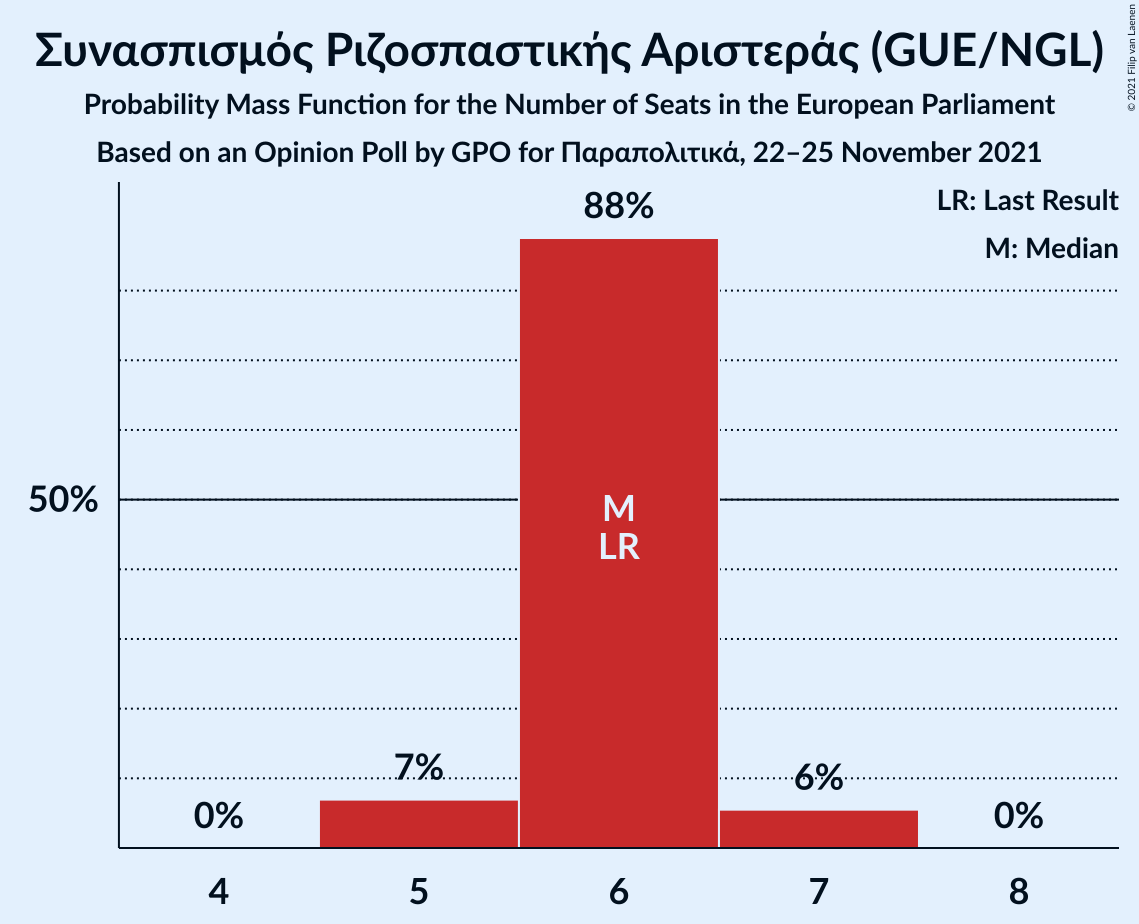 Συνασπισμός Ριζοσπαστικής Αριστεράς (GUE/NGL)
Probability Mass Function for the Number of Seats in the European Parliament
Based on an Opinion Poll by GPO for Παραπολιτικά, 22–25 November 2021
© 2021 Filip van Laenen
LR: Last Result
M: Median
88%
50%
M
LR
7%
6%
0%
0%
4 5 6 7 8